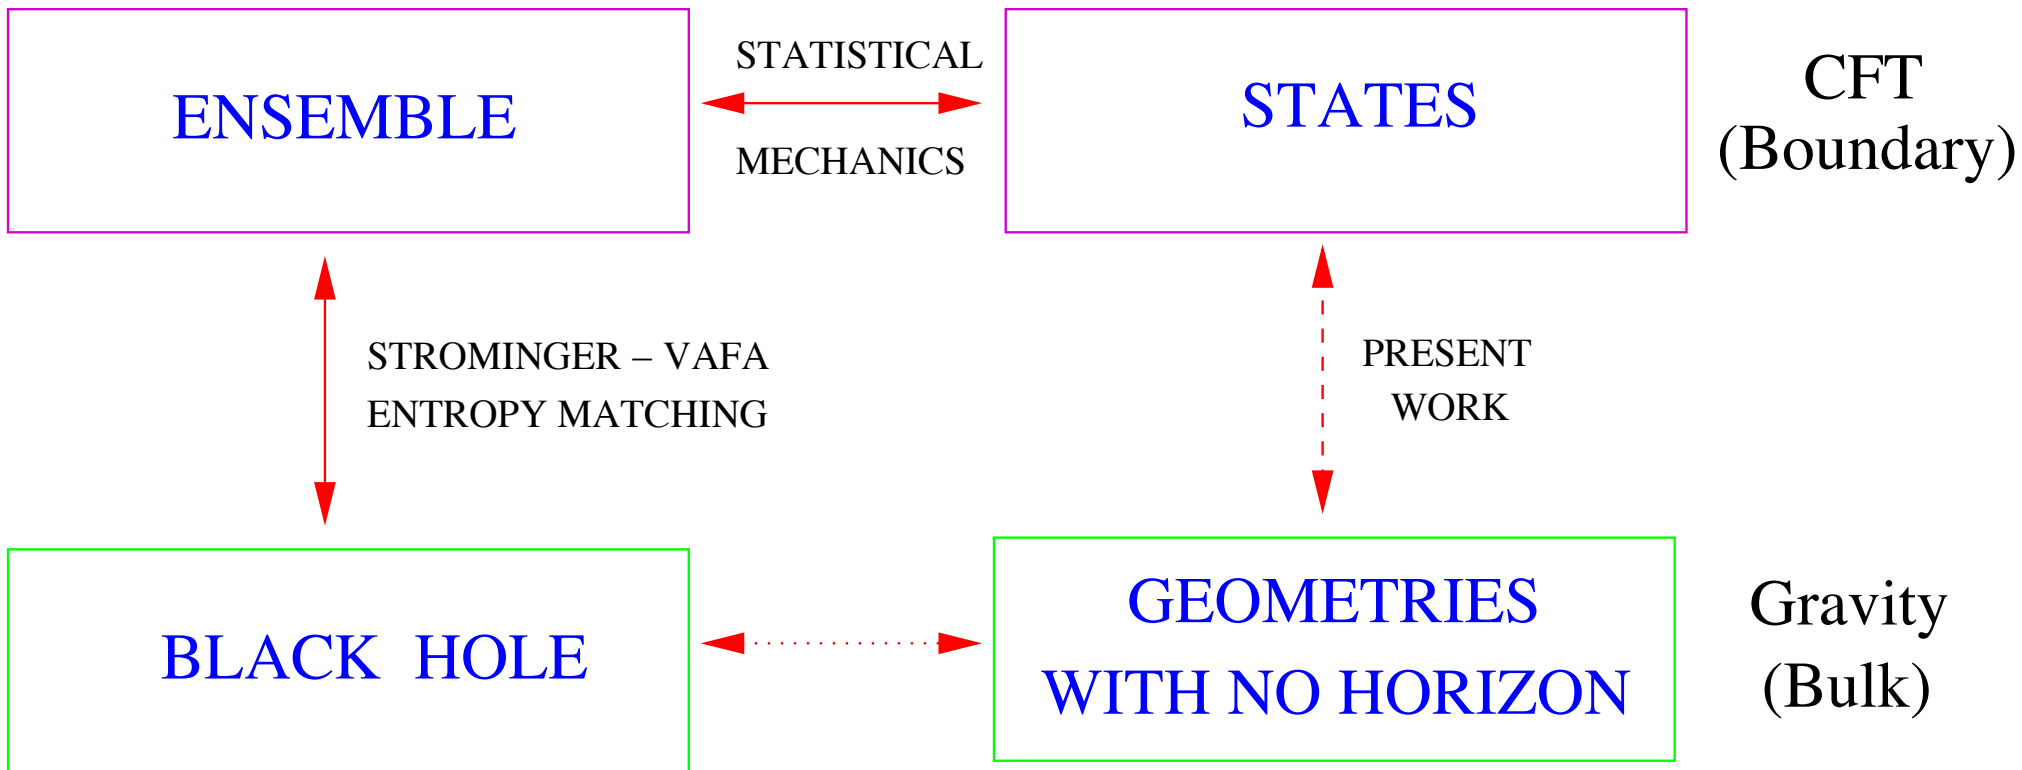 ENSEMBLE
STATISTICAL
MECHANICS
STATES
CFT
(Boundary)
STROMINGER – VAFA
ENTROPY MATCHING
PRESENT
WORK
BLACK HOLE
GEOMETRIES
WITH NO HORIZON
Gravity
(Bulk)